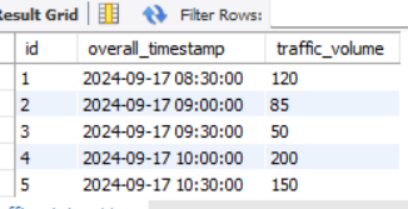 Result Grid Filter Rows:
id overall_timestamp traffic_volume
1 2024-09-17 08:30:00 120
2 2024-09-17 09:00:00 85
3 2024-09-17 09:30:00 50
4 2024-09-17 10:00:00 200
5 2024-09-17 10:30:00 150